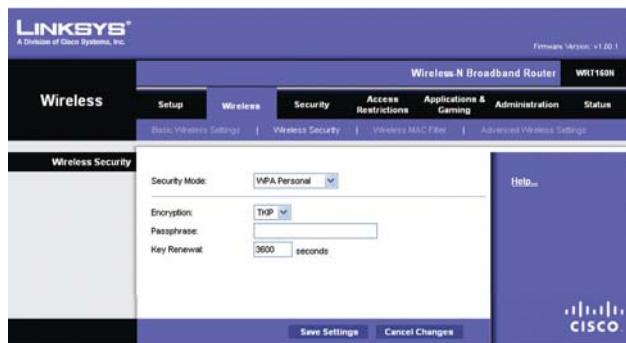 LINKSYS®
A Division of Cisco Systems, Inc.
Firmware Version: v1.00.1
Wireless-N Broadband Router WRT160N
Wireless
Setup Wireless Security Access Restrictions Applications & Gaming Administration Status
Basic Wireless Settings | Wireless Security | Wireless MAC Filter | Advanced Wireless Settings
Wireless Security
Security Mode: WPA Personal
Help...
Encryption: TKIP
Passphrase:
Key Renewal: 3600 seconds
Save Settings Cancel Changes
CISCO.